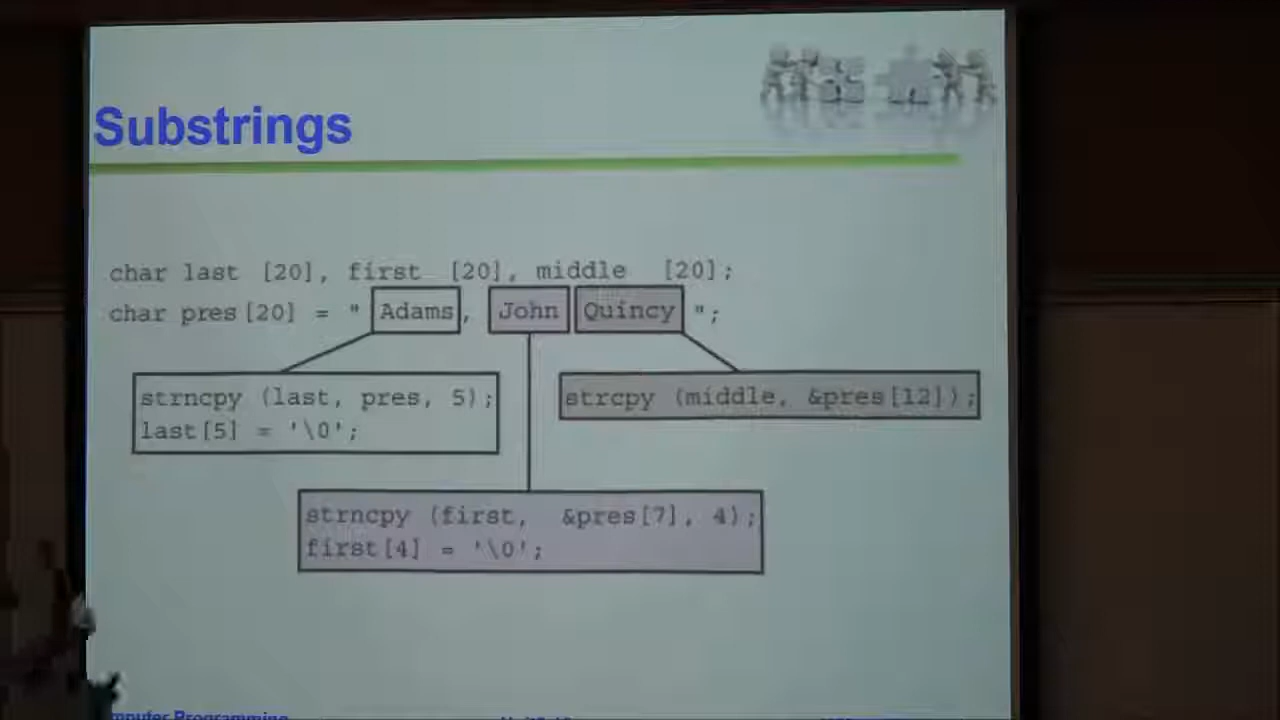 Substrings
char last [20], first [20], middle [20];
char pres[20] = " Adams, John Quincy ";
strncpy (last, pres, 5);
last[5] = '\0';
strcpy (middle, &pres[12]);
strncpy (first, &pres[7], 4);
first[4] = '\0';
Programming